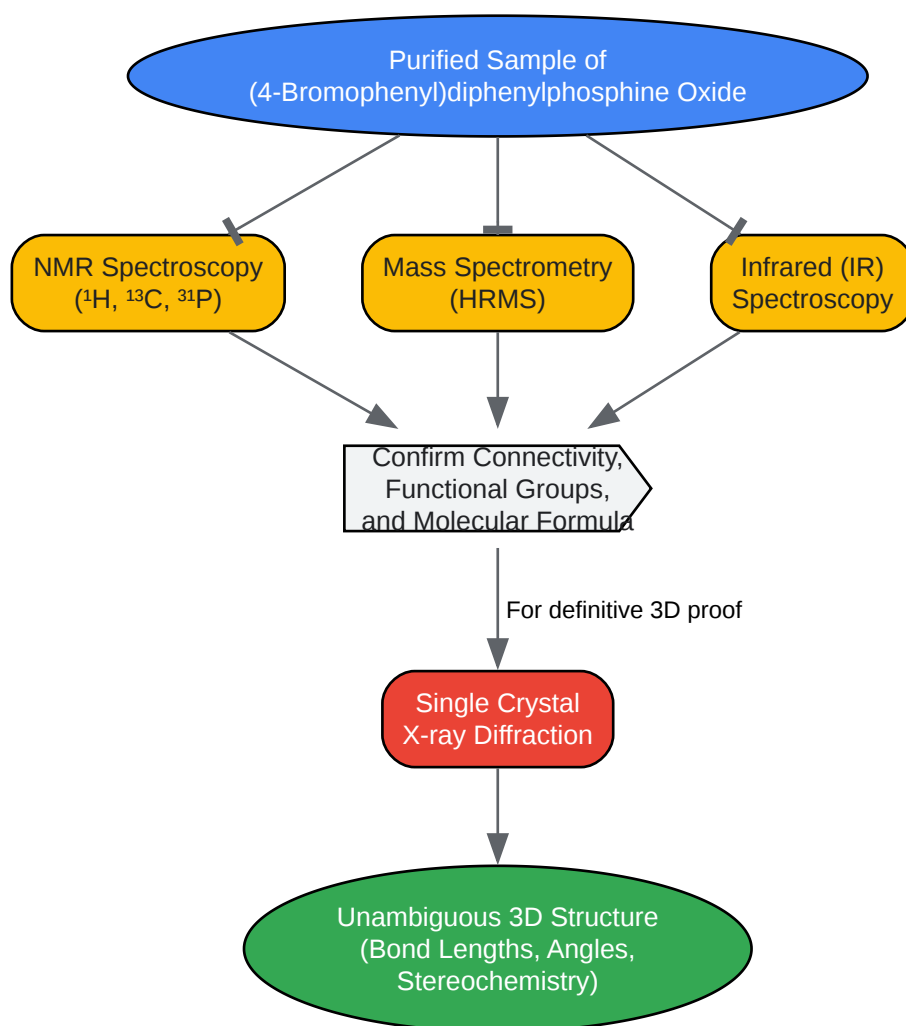 Purified Sample of
(4-Bromophenyl)diphenylphosphine Oxide
NMR Spectroscopy
(¹H, ¹³C, ³¹P)
Mass Spectrometry
(HRMS)
Infrared (IR)
Spectroscopy
Confirm Connectivity,
Functional Groups,
and Molecular Formula
For definitive 3D proof
Single Crystal
X-ray Diffraction
Unambiguous 3D Structure
(Bond Lengths, Angles,
Stereochemistry)